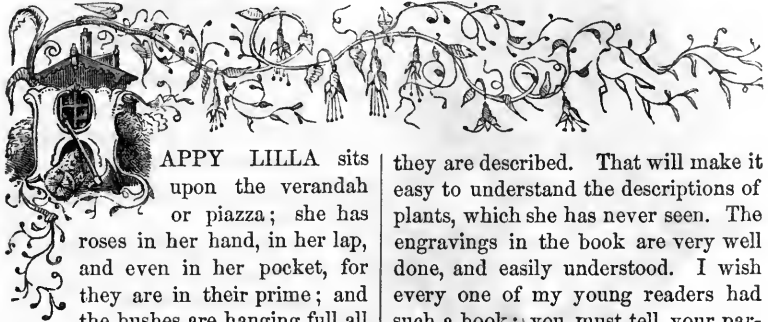 HAPPY LILLA sits
upon the verandah
or piazza; she has
roses in her hand, in her lap,
and even in her pocket, for
they are in their prime; and
the bushes are hanging full all
they are described. That will make it
easy to understand the descriptions of
plants, which she has never seen. The
engravings in the book are very well
done, and easily understood. I wish
every one of my young readers had
such a book; you must tell your par-